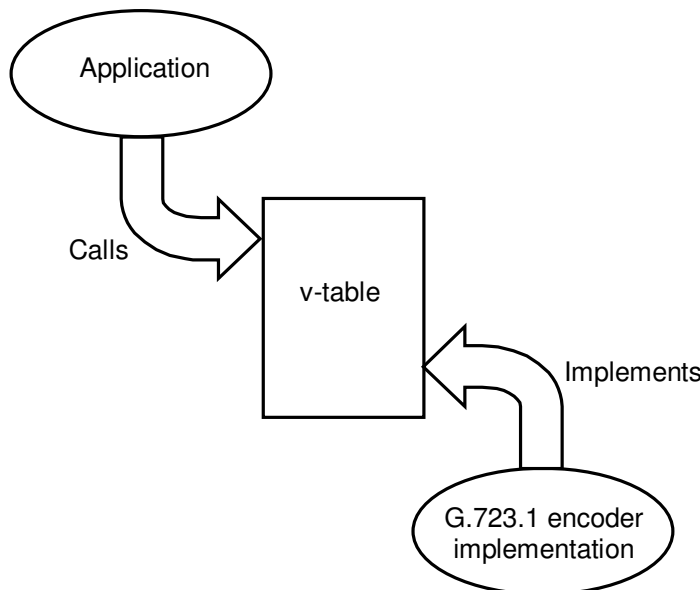 Application
Calls
v-table
Implements
G.723.1 encoder
implementation